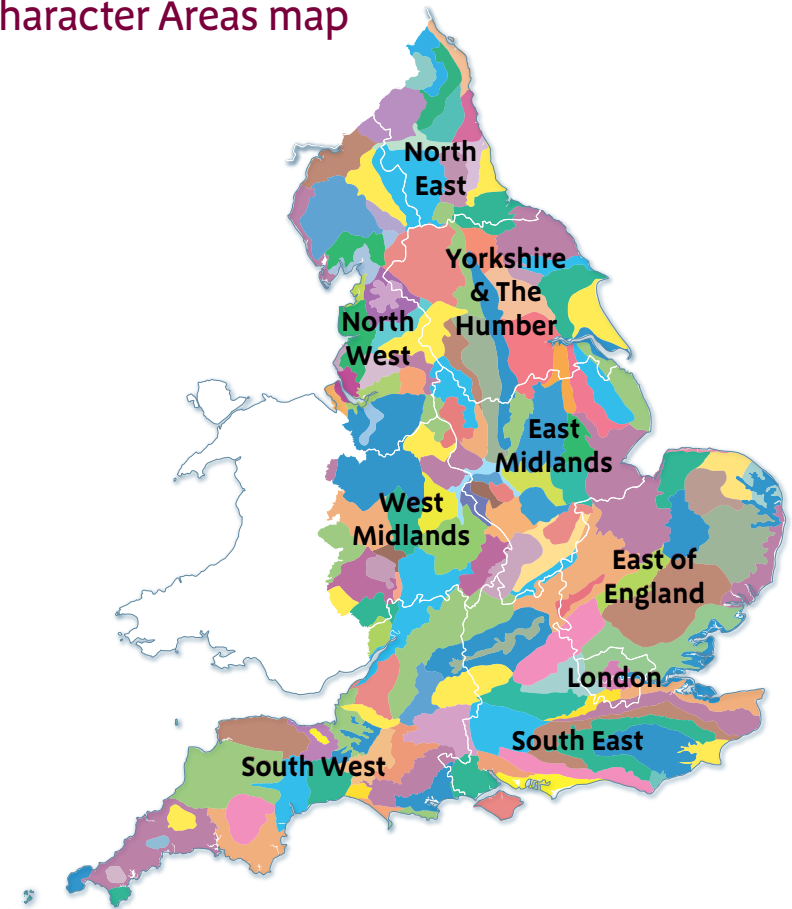 haracter Areas map
North
East
Yorkshire
& The
Humber
North
West
East
Midlands
West
Midlands
East of
England
London
South East
South West